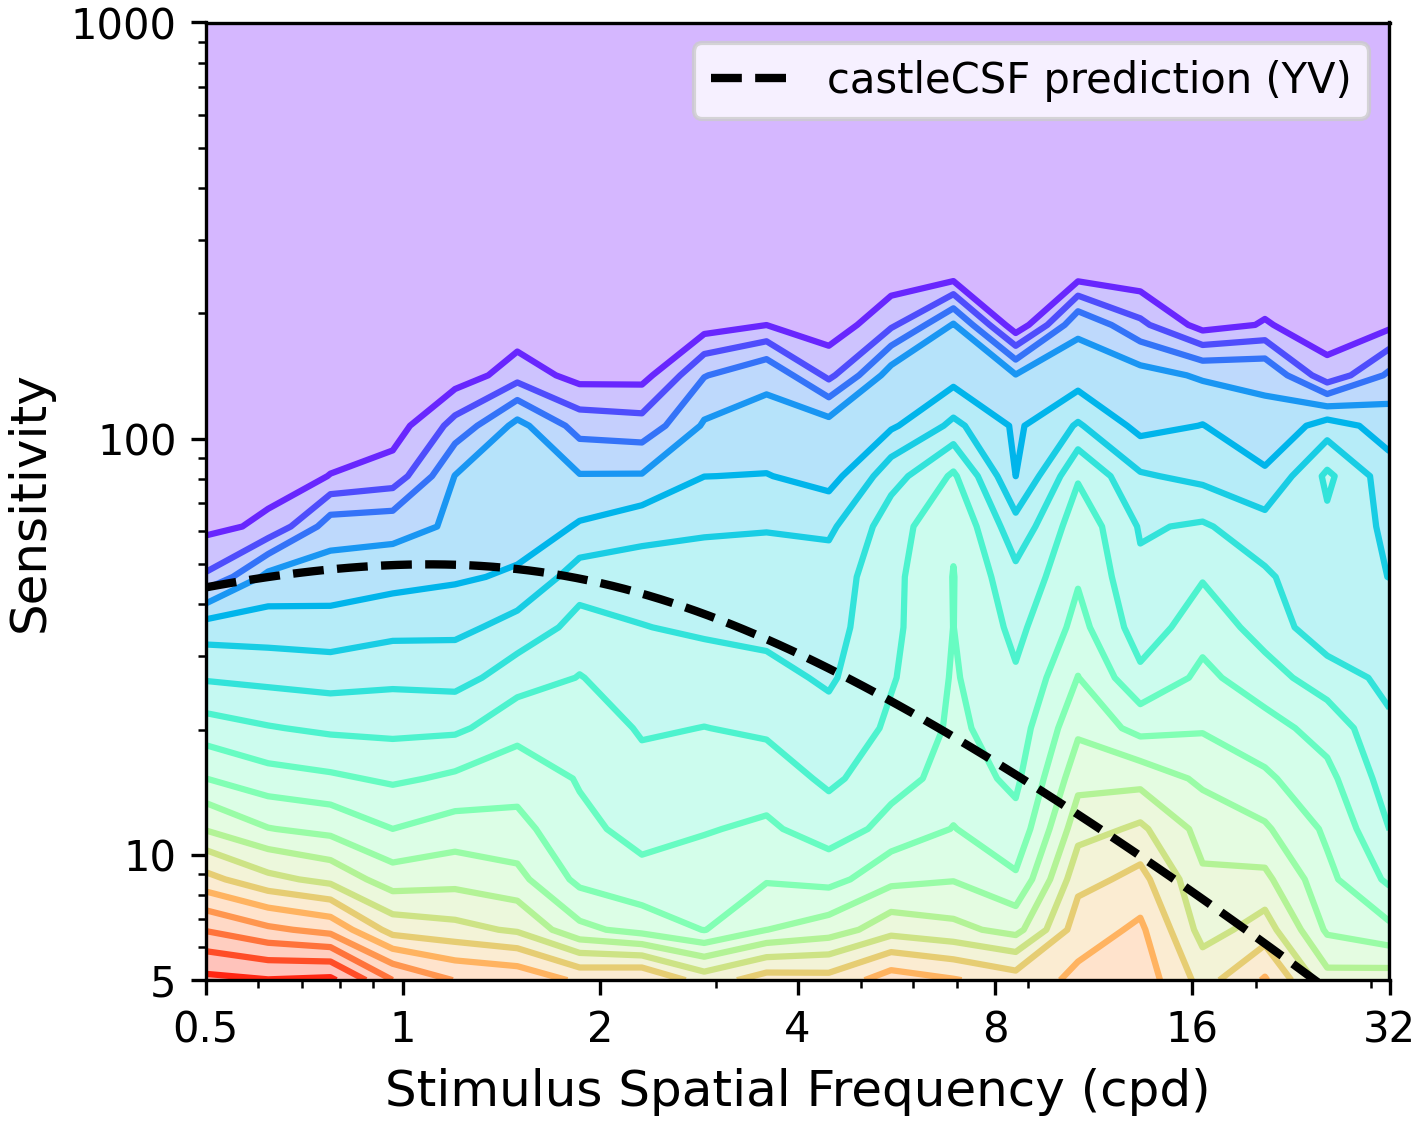 1000
castleCSF prediction (YV)
100
Sensitivity
10
5
0.5 1 2 4 8 16 32
Stimulus Spatial Frequency (cpd)